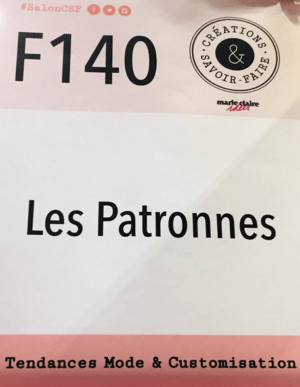 #SalonCSF
F140
CRÉATIONS & SAVOIR-FAIRE
marie claire
idées
Les Patronnes
Tendances Mode & Customisation